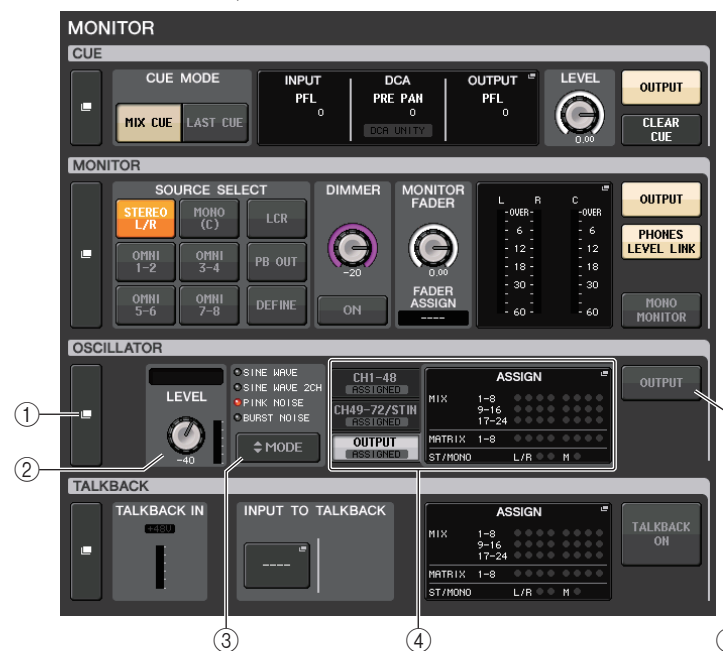 MONITOR
CUE
CUE MODE
MIX CUE
LAST CUE
INPUT
PFL
0
DCA
PRE PAN
0
DCA UNITY
OUTPUT
PFL
0
LEVEL
0.00
OUTPUT
CLEAR
CUE
MONITOR
SOURCE SELECT
STEREO
L/R
MONO
(C)
LCR
OMNI
1-2
OMNI
3-4
PB OUT
OMNI
5-6
OMNI
7-8
DEFINE
DIMMER
-20
ON
MONITOR
FADER
0.00
FADER
ASSIGN
----
L R C
-OVER- -OVER
- 6 - - 6
- 12 - - 12
- 18 - - 18
- 30 - - 30
- 60 - - 60
OUTPUT
PHONES
LEVEL LINK
MONO
MONITOR
OSCILLATOR
LEVEL
-40
SINE WAVE
SINE WAVE 2CH
PINK NOISE
BURST NOISE
MODE
CH1-48
ASSIGNED
CH49-72/STIN
ASSIGNED
OUTPUT
ASSIGNED
ASSIGN
MIX 1-8
9-16
17-24
MATRIX 1-8
ST/MONO L/R M
OUTPUT
1
2
TALKBACK
TALKBACK IN
+48V
INPUT TO TALKBACK
----
ASSIGN
MIX 1-8
9-16
17-24
MATRIX 1-8
ST/MONO L/R M
TALKBACK
ON
3
4